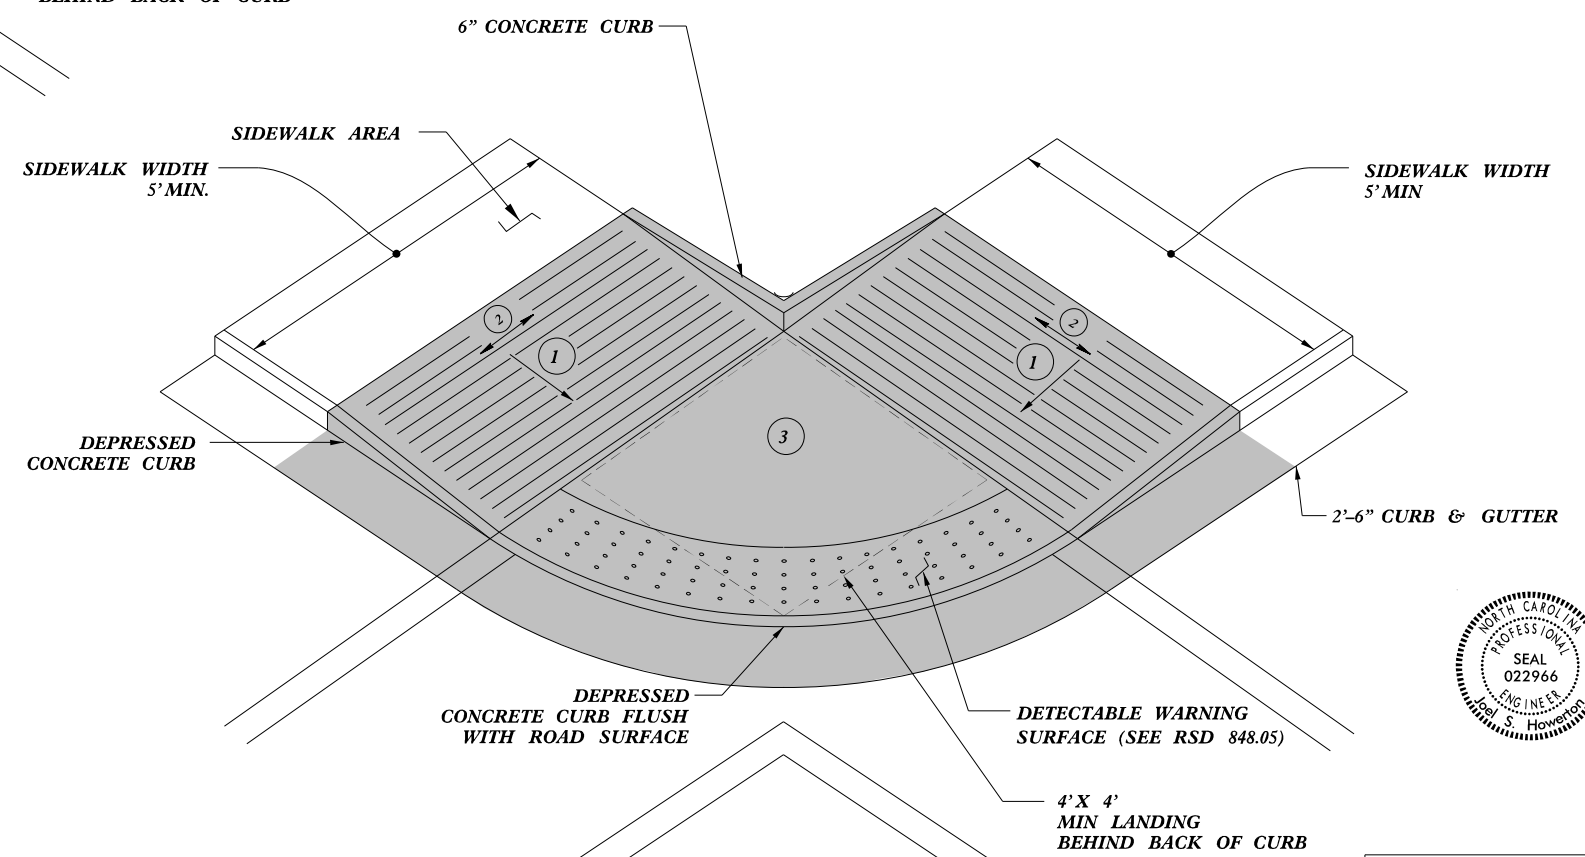 BEHIND BACK OF CURB
6" CONCRETE CURB
SIDEWALK AREA
SIDEWALK WIDTH
5' MIN.
SIDEWALK WIDTH
5' MIN
2
1
2
1
3
DEPRESSED
CONCRETE CURB
2'-6" CURB & GUTTER
DEPRESSED
CONCRETE CURB FLUSH
WITH ROAD SURFACE
DETECTABLE WARNING
SURFACE (SEE RSD 848.05)
4' X 4'
MIN LANDING
BEHIND BACK OF CURB
NORTH CAROLINA
PROFESSIONAL
SEAL
022966
ENGINEER
Joel S. Howerton